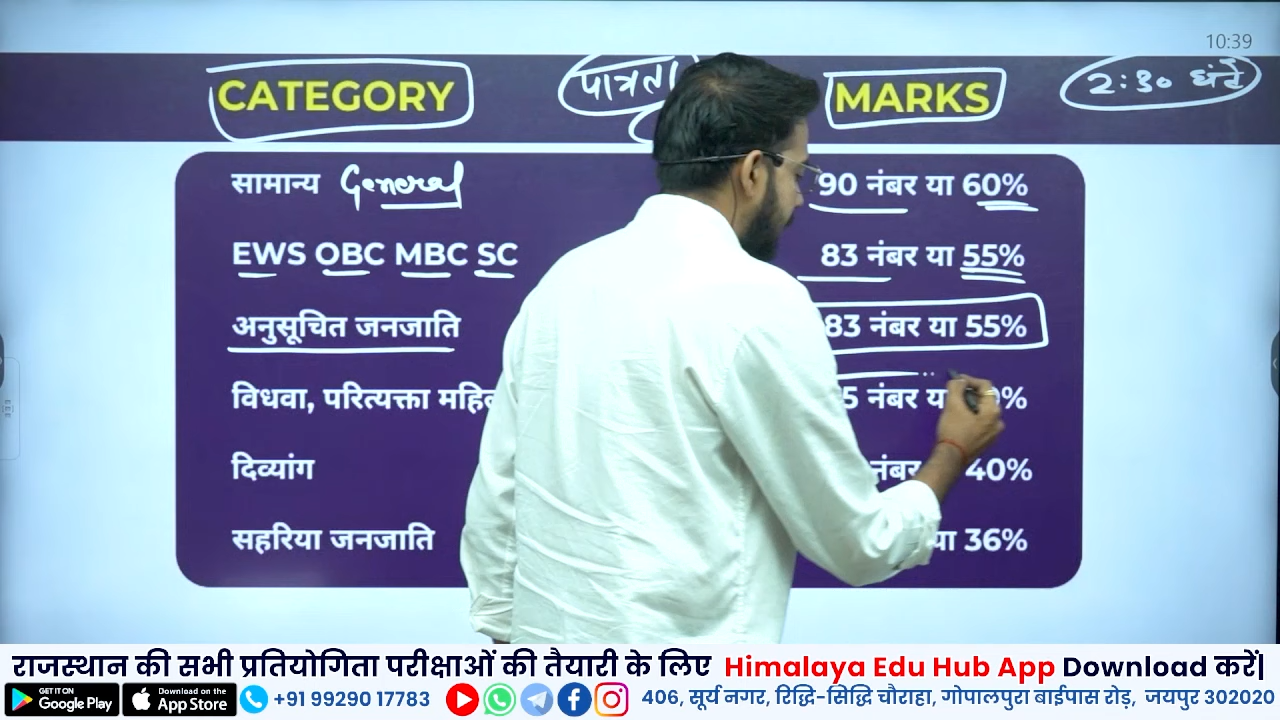 10:39
CATEGORY पात्रता MARKS 2:30 घंटे
सामान्य General 90 नंबर या 60%
EWS OBC MBC SC 83 नंबर या 55%
अनुसूचित जनजाति 83 नंबर या 55%
विधवा, परित्यक्ता नंबर या
दिव्यांग नंबर 40%
सहरिया जनजाति या 36%
राजस्थान की सभी प्रतियोगिता परीक्षाओं की तैयारी के लिए Himalaya Edu Hub App Download करें|
GET IT ON Google Play Download on the App Store +91 99290 17783 406, सूर्य नगर, रिद्धि-सिद्धि चौराहा, गोपालपुरा बाईपास रोड़, जयपुर 302020